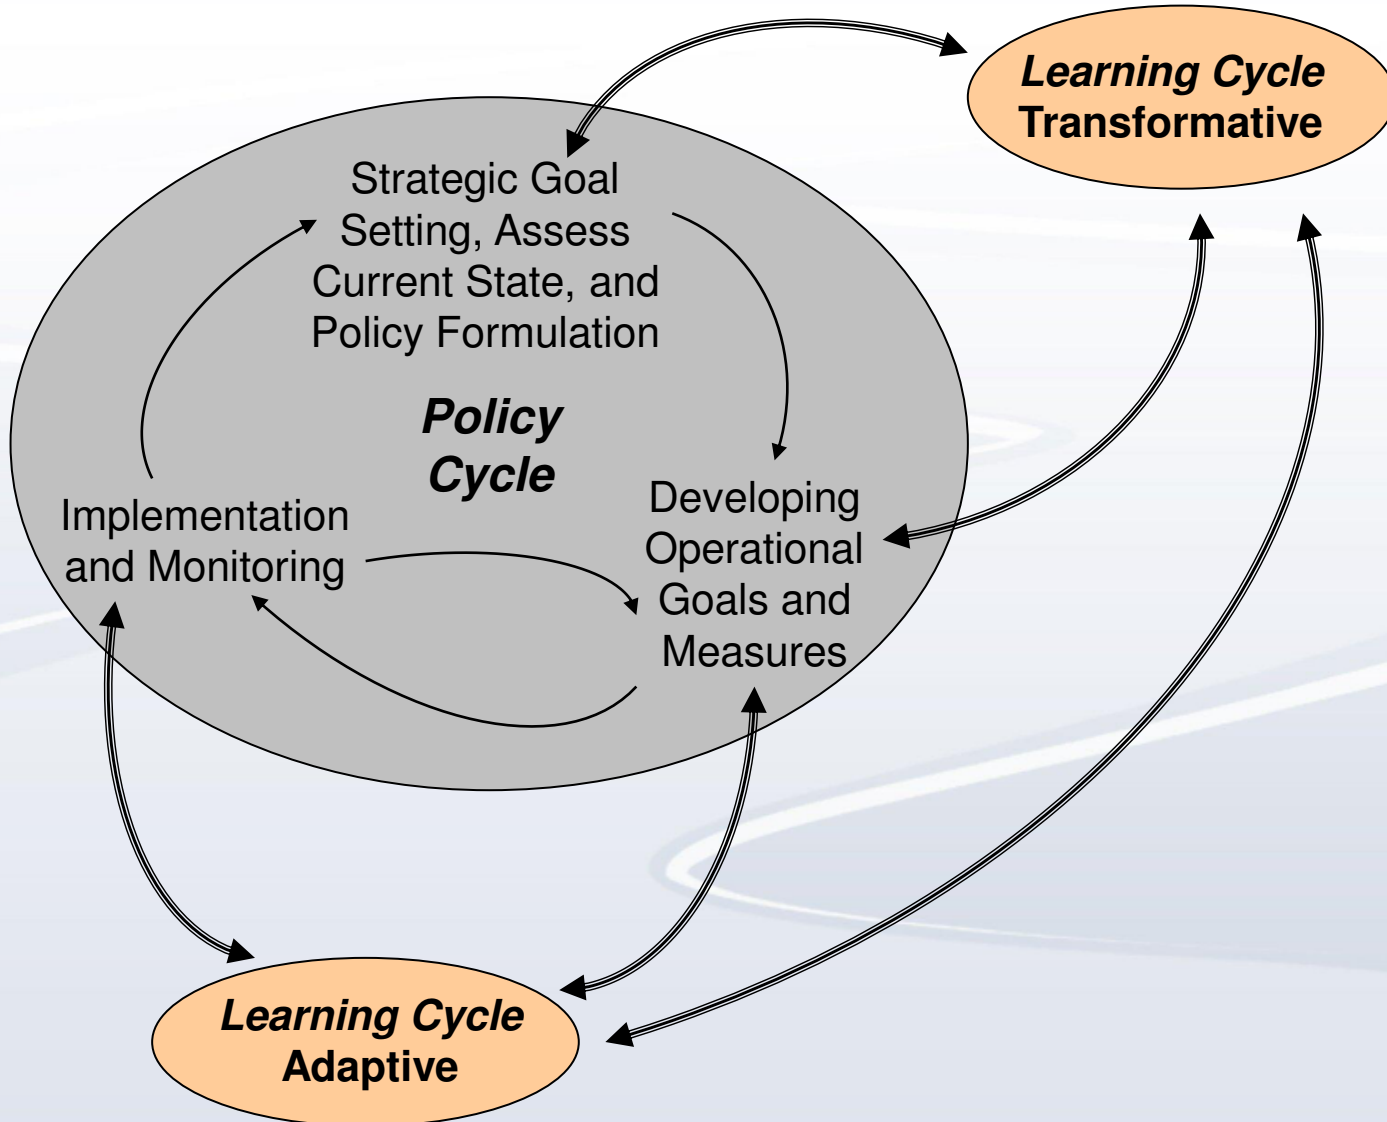 Learning Cycle
Transformative
Strategic Goal
Setting, Assess
Current State, and
Policy Formulation
Policy
Cycle
Implementation
and Monitoring
Developing
Operational
Goals and
Measures
Learning Cycle
Adaptive